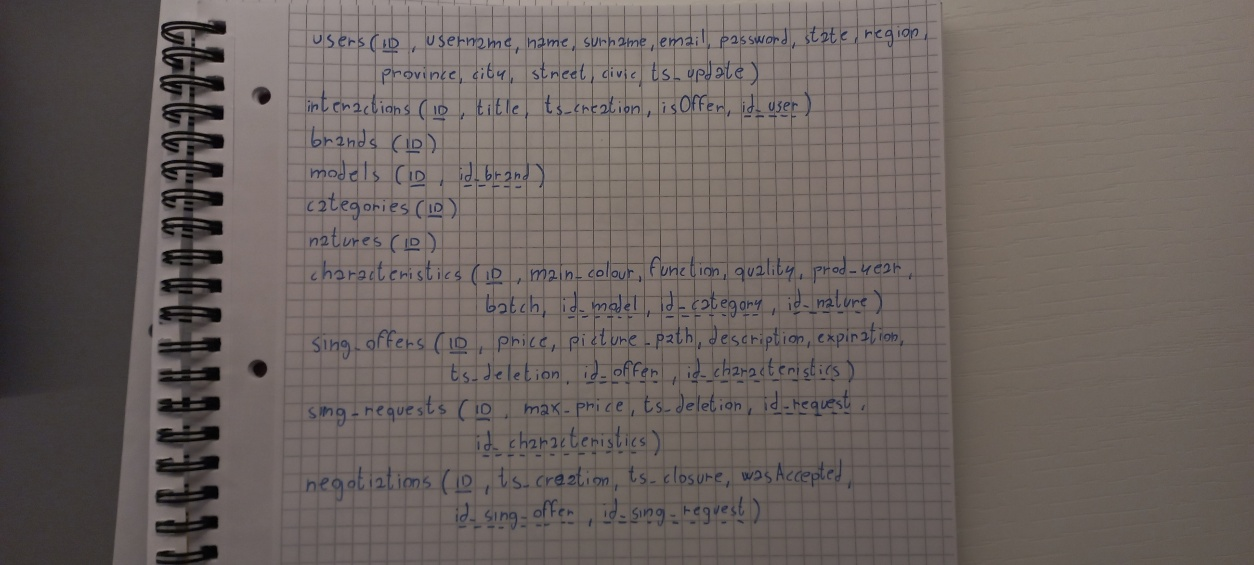 users (ID, username, name, surname, email, password, state, region,
province, city, street, civic, ts_update)
interactions (ID, title, ts_creation, isOffer, id_user)
brands (ID)
models (ID, id_brand)
categories (ID)
natures (ID)
characteristics (ID, main_colour, function, quality, prod_year,
batch, id_model, id_category, id_nature)
sing_offers (ID, price, picture_path, description, expiration,
ts_deletion, id_offer, id_characteristics)
sing_requests (ID, max_price, ts_deletion, id_request,
id_characteristics)
negotiations (ID, ts_creation, ts_closure, wasAccepted,
id_sing_offer, id_sing_request)